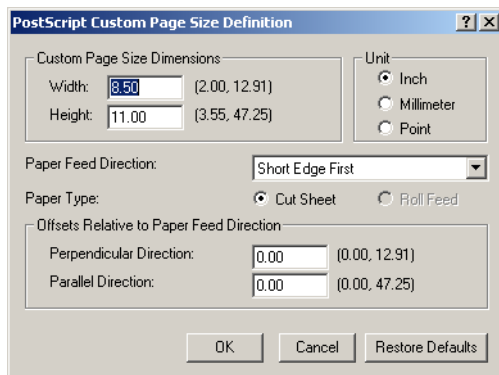 PostScript Custom Page Size Definition
Custom Page Size Dimensions
Width: 8.50 (2.00, 12.91)
Height: 11.00 (3.55, 47.25)
Unit
Inch
Millimeter
Point
Paper Feed Direction: Short Edge First
Paper Type: Cut Sheet Roll Feed
Offsets Relative to Paper Feed Direction
Perpendicular Direction: 0.00 (0.00, 12.91)
Parallel Direction: 0.00 (0.00, 47.25)
OK Cancel Restore Defaults